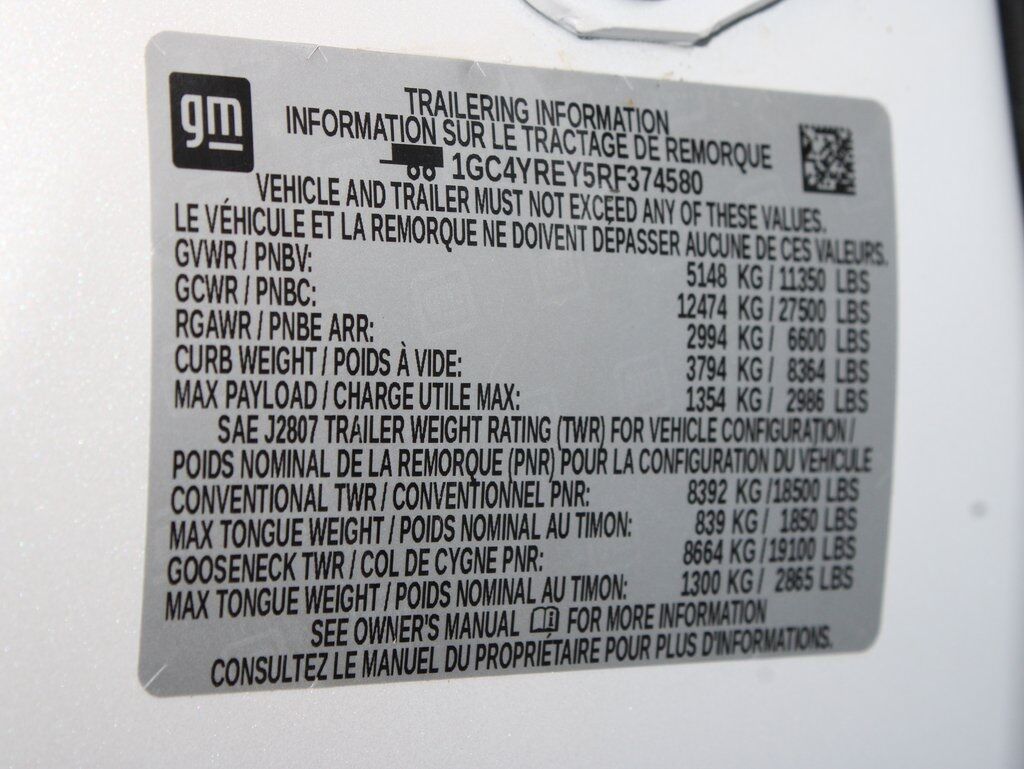 gm
TRAILERING INFORMATION
INFORMATION SUR LE TRACTAGE DE REMORQUE
1GC4YREY5RF374580
VEHICLE AND TRAILER MUST NOT EXCEED ANY OF THESE VALUES.
LE VÉHICULE ET LA REMORQUE NE DOIVENT DÉPASSER AUCUNE DE CES VALEURS.
GVWR / PNBV: 5148 KG / 11350 LBS
GCWR / PNBC: 12474 KG / 27500 LBS
RGAWR / PNBE ARR: 2994 KG / 6600 LBS
CURB WEIGHT / POIDS À VIDE: 3794 KG / 8364 LBS
MAX PAYLOAD / CHARGE UTILE MAX: 1354 KG / 2986 LBS
SAE J2807 TRAILER WEIGHT RATING (TWR) FOR VEHICLE CONFIGURATION /
POIDS NOMINAL DE LA REMORQUE (PNR) POUR LA CONFIGURATION DU VÉHICULE
CONVENTIONAL TWR / CONVENTIONNEL PNR: 8392 KG /18500 LBS
MAX TONGUE WEIGHT / POIDS NOMINAL AU TIMON: 839 KG / 1850 LBS
GOOSENECK TWR / COL DE CYGNE PNR: 8664 KG /19100 LBS
MAX TONGUE WEIGHT / POIDS NOMINAL AU TIMON: 1300 KG / 2865 LBS
SEE OWNER'S MANUAL FOR MORE INFORMATION
CONSULTEZ LE MANUEL DU PROPRIÉTAIRE POUR PLUS D'INFORMATIONS.